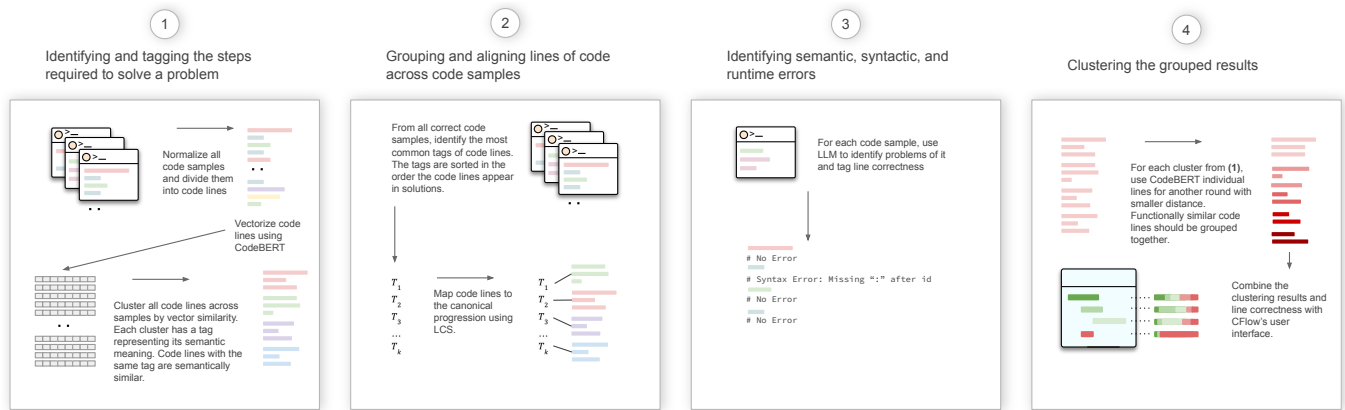 1
Identifying and tagging the steps
required to solve a problem
>_
>_
>_
Normalize all
code samples
and divide them
into code lines
Vectorize code
lines using
CodeBERT
Cluster all code lines across
samples by vector similarity.
Each cluster has a tag
representing its semantic
meaning. Code lines with the
same tag are semantically
similar.
2
Grouping and aligning lines of code
across code samples
From all correct code
samples, identify the most
common tags of code lines.
The tags are sorted in the
order the code lines appear
in solutions.
>_
>_
>_
T1
T2
T3
...
Tk
Map code lines to
the canonical
progression using
LCS.
T1
T2
T3
...
Tk
3
Identifying semantic, syntactic, and
runtime errors
>_
For each code sample, use
LLM to identify problems of it
and tag line correctness
# No Error
# Syntax Error: Missing “:” after id
# No Error
# No Error
4
Clustering the grouped results
For each cluster from (1),
use CodeBERT individual
lines for another round with
smaller distance.
Functionally similar code
lines should be grouped
together.
Combine the
clustering results and
line correctness with
CFlow's user
interface.